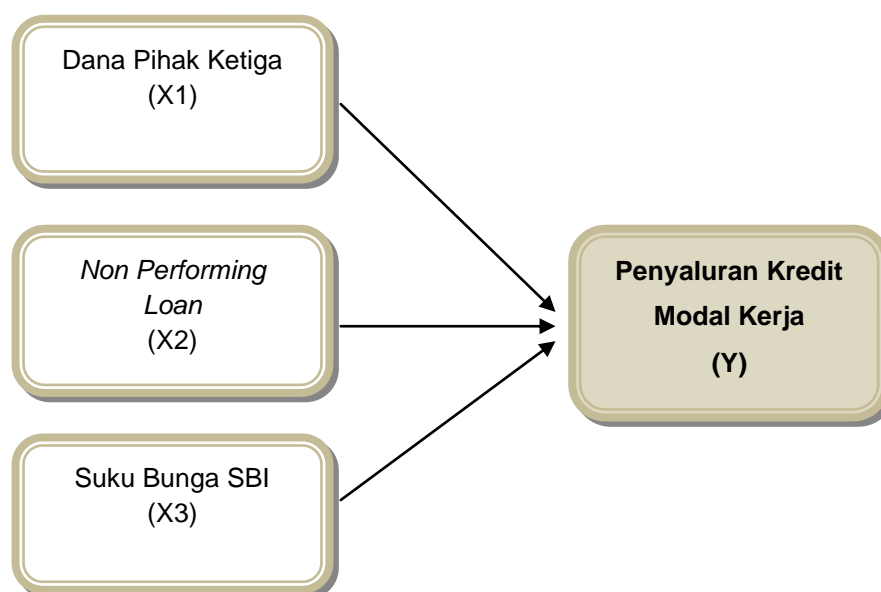 Dana Pihak Ketiga
(X1)
Non Performing
Loan
(X2)
Suku Bunga SBI
(X3)
Penyaluran Kredit
Modal Kerja
(Y)